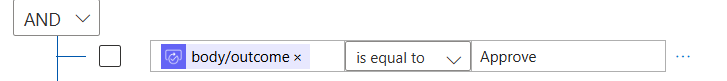 AND
body/outcome × is equal to Approve ...